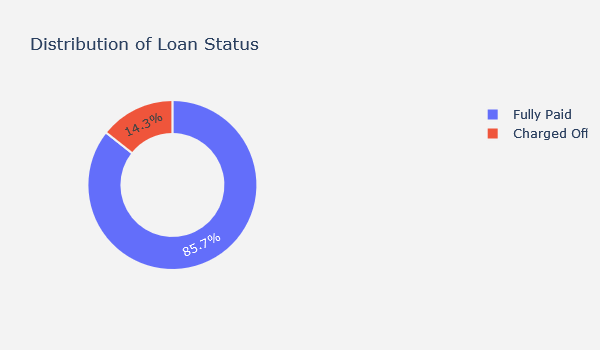 Distribution of Loan Status
Fully Paid
Charged Off
14.3%
85.7%